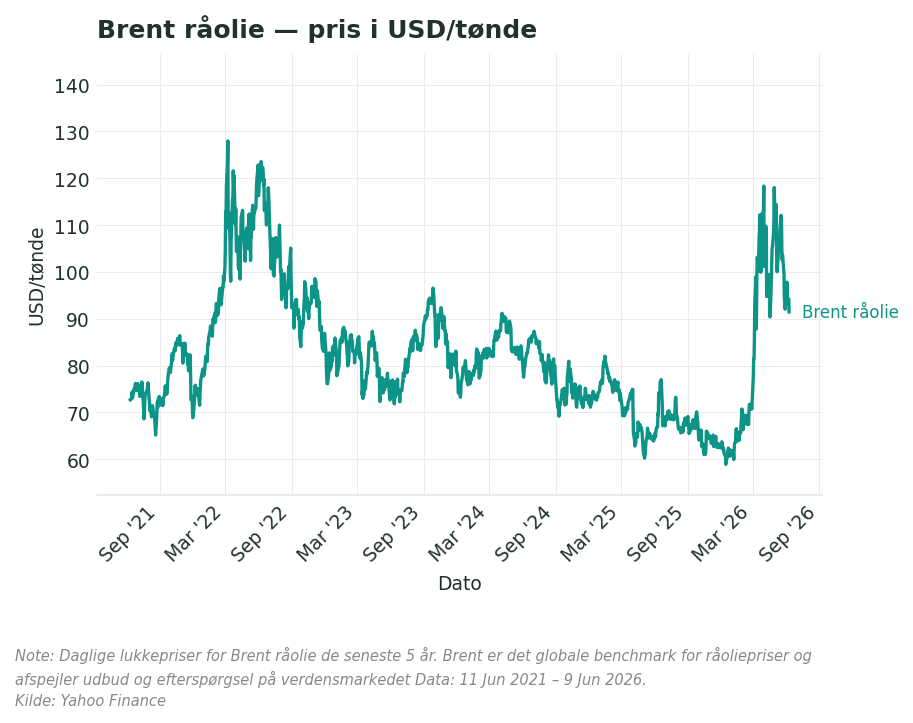 Brent råolie — pris i USD/tønde
140
130
120
110
100
90
80
70
60
USD/tønde
Brent råolie
Sep '21
Mar '22
Sep '22
Mar '23
Sep '23
Mar '24
Sep '24
Mar '25
Sep '25
Mar '26
Sep '26
Dato
Note: Daglige lukkepriser for Brent råolie de seneste 5 år. Brent er det globale benchmark for råoliepriser og
afspejler udbud og efterspørgsel på verdensmarkedet Data: 11 Jun 2021 – 9 Jun 2026.
Kilde: Yahoo Finance